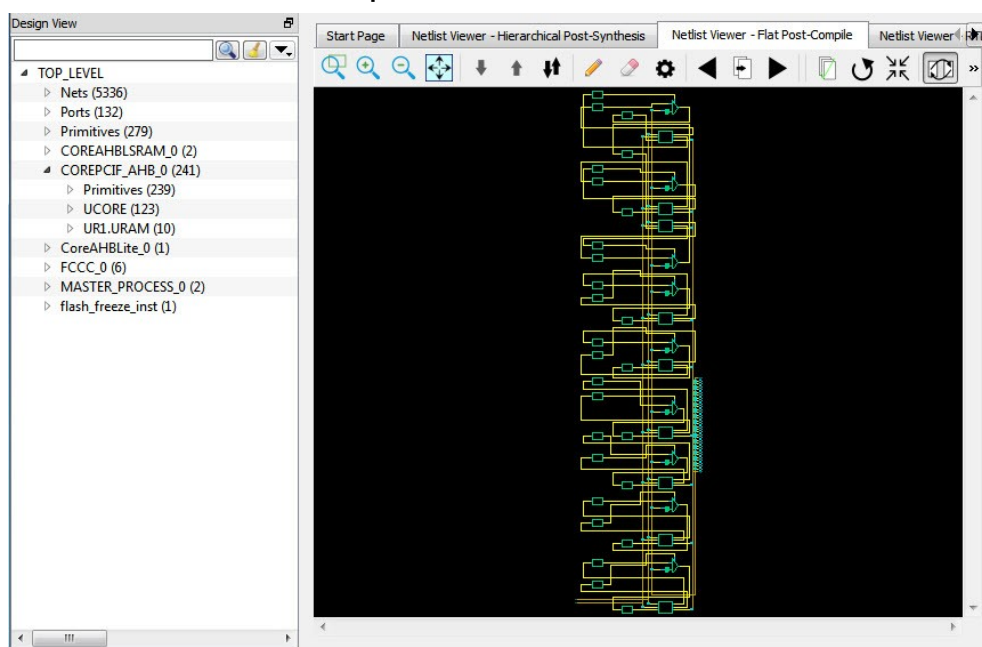 Design View
Start Page
Netlist Viewer - Hierarchical Post-Synthesis
Netlist Viewer - Flat Post-Compile
Netlist Viewer
TOP_LEVEL
Nets (5336)
Ports (132)
Primitives (279)
COREAHBLSRAM_0 (2)
COREPCIF_AHB_0 (241)
Primitives (239)
UCORE (123)
UR1.URAM (10)
CoreAHBLite_0 (1)
FCCC_0 (6)
MASTER_PROCESS_0 (2)
flash_freeze_inst (1)